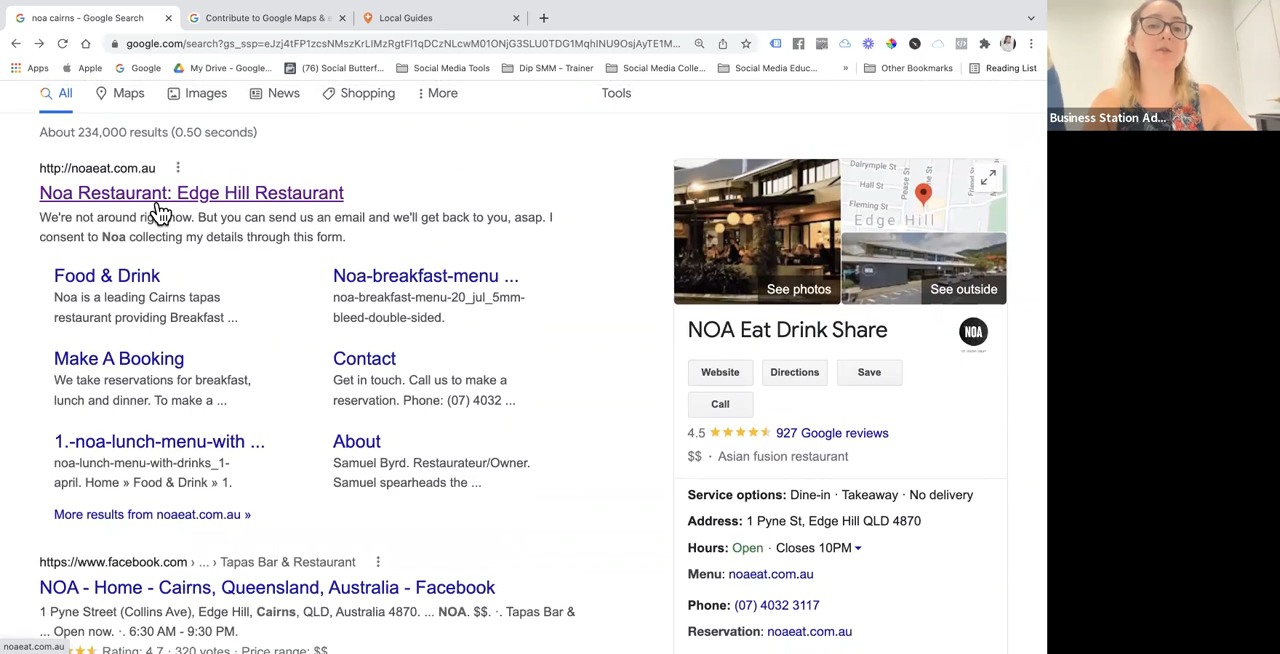 noa cairns - Google Search
Contribute to Google Maps & e
Local Guides
google.com/search?gs_ssp=eJzj4tFP1zcsNMszKrLIMzRgtFI1qDCzNLcwM01ONjG3SLU0TDG1MqhINU9OsjAyTE1M...
Apps
Apple
Google
My Drive - Google...
(76) Social Butterf...
Social Media Tools
Dip SMM - Trainer
Social Media Colle...
Social Media Educ...
»
Other Bookmarks
Reading List
All
Maps
Images
News
Shopping
More
Tools
About 234,000 results (0.50 seconds)
http://noaeat.com.au
Noa Restaurant: Edge Hill Restaurant
We're not around right now. But you can send us an email and we'll get back to you, asap. I
consent to Noa collecting my details through this form.
Food & Drink
Noa is a leading Cairns tapas
restaurant providing Breakfast ...
Noa-breakfast-menu ...
noa-breakfast-menu-20_jul_5mm-
bleed-double-sided.
Make A Booking
We take reservations for breakfast,
lunch and dinner. To make a ...
Contact
Get in touch. Call us to make a
reservation. Phone: (07) 4032 ...
1.-noa-lunch-menu-with ...
noa-lunch-menu-with-drinks_1-
april. Home » Food & Drink » 1.
About
Samuel Byrd. Restaurateur/Owner.
Samuel spearheads the ...
More results from noaeat.com.au »
https://www.facebook.com › ... › Tapas Bar & Restaurant
NOA - Home - Cairns, Queensland, Australia - Facebook
1 Pyne Street (Collins Ave), Edge Hill, Cairns, QLD, Australia 4870. ... NOA. $$. ·. Tapas Bar &
... Open now. ·. 6:30 AM - 9:30 PM.
Rating: 4.7 · 320 votes · Price range: $$
noaeat.com.au
Dalrymple St
Hall St
Pease St
Fleming St
Edge Hill
See photos
See outside
NOA Eat Drink Share
NOA
Website
Directions
Save
Call
4.5
927 Google reviews
$$ · Asian fusion restaurant
Service options: Dine-in · Takeaway · No delivery
Address: 1 Pyne St, Edge Hill QLD 4870
Hours: Open · Closes 10PM
Menu: noaeat.com.au
Phone: (07) 4032 3117
Reservation: noaeat.com.au
Business Station Ad...